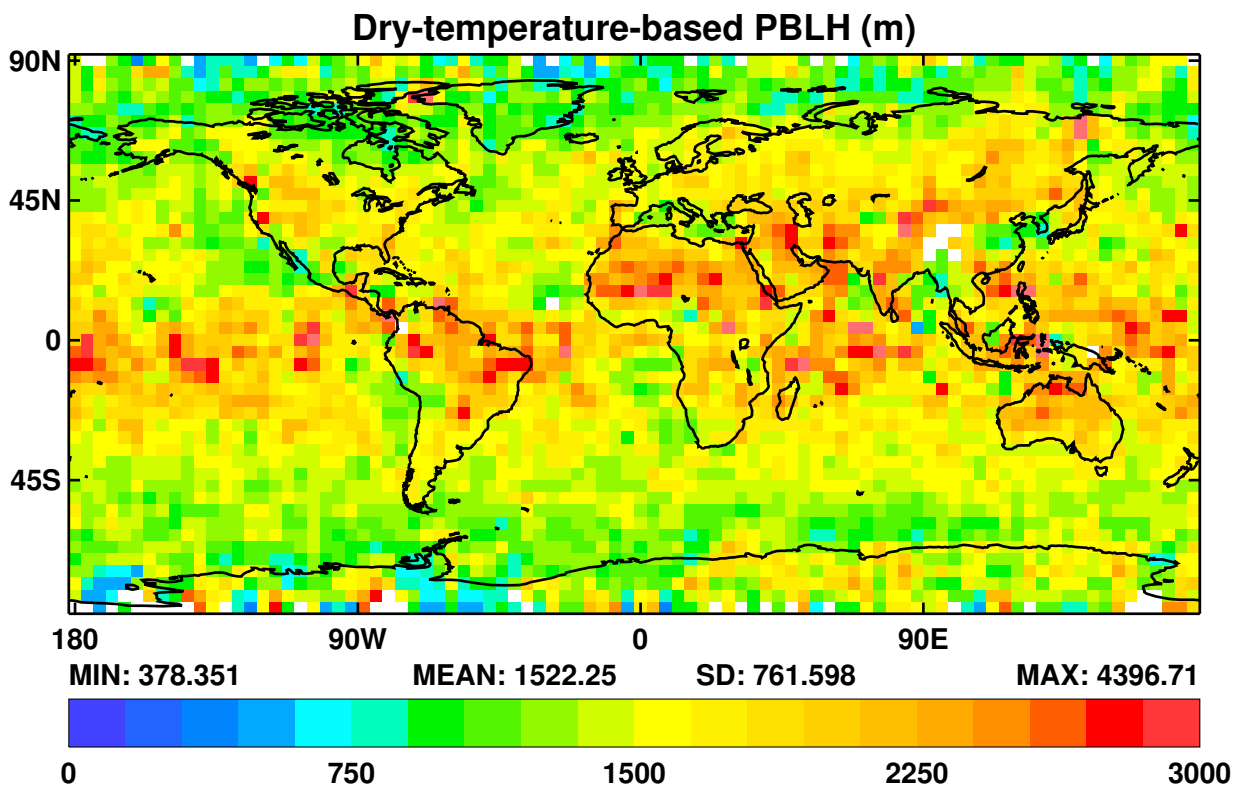 Dry-temperature-based PBLH (m)
90N
45N
0
45S
180 90W 0 90E
MIN: 378.351 MEAN: 1522.25 SD: 761.598 MAX: 4396.71
0 750 1500 2250 3000